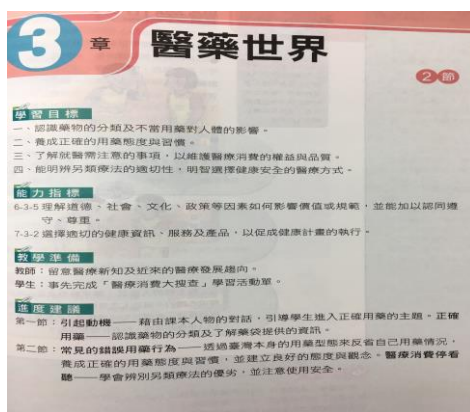 3 章 醫藥世界
2 節
學習目標
一、認識藥物的分類及不當用藥對人體的影響。
二、養成正確的用藥態度與習慣。
三、了解就醫需注意的事項，以維護醫療消費的權益與品質。
四、能明辨另類療法的適切性，明智選擇健康安全的醫療方式。
能力指標
6-3-5 理解道德、社會、文化、政策等因素如何影響價值或規範，並能加以認同遵
守、尊重。
7-3-2 選擇適切的健康資訊、服務及產品，以促成健康計畫的執行。
教學準備
教師：留意醫療新知及近來的醫療發展趨向。
學生：事先完成「醫療消費大搜查」學習活動單。
進度建議
第一節：引起動機——藉由課本人物的對話，引導學生進入正確用藥的主題。正確
用藥——認識藥物的分類及了解藥袋提供的資訊。
第二節：常見的錯誤用藥行為——透過臺灣本身的用藥型態來反省自己用藥情況，
養成正確的用藥態度與習慣，並建立良好的態度與觀念。醫療消費停看
聽——學會辨別另類療法的優劣，並注意使用安全。